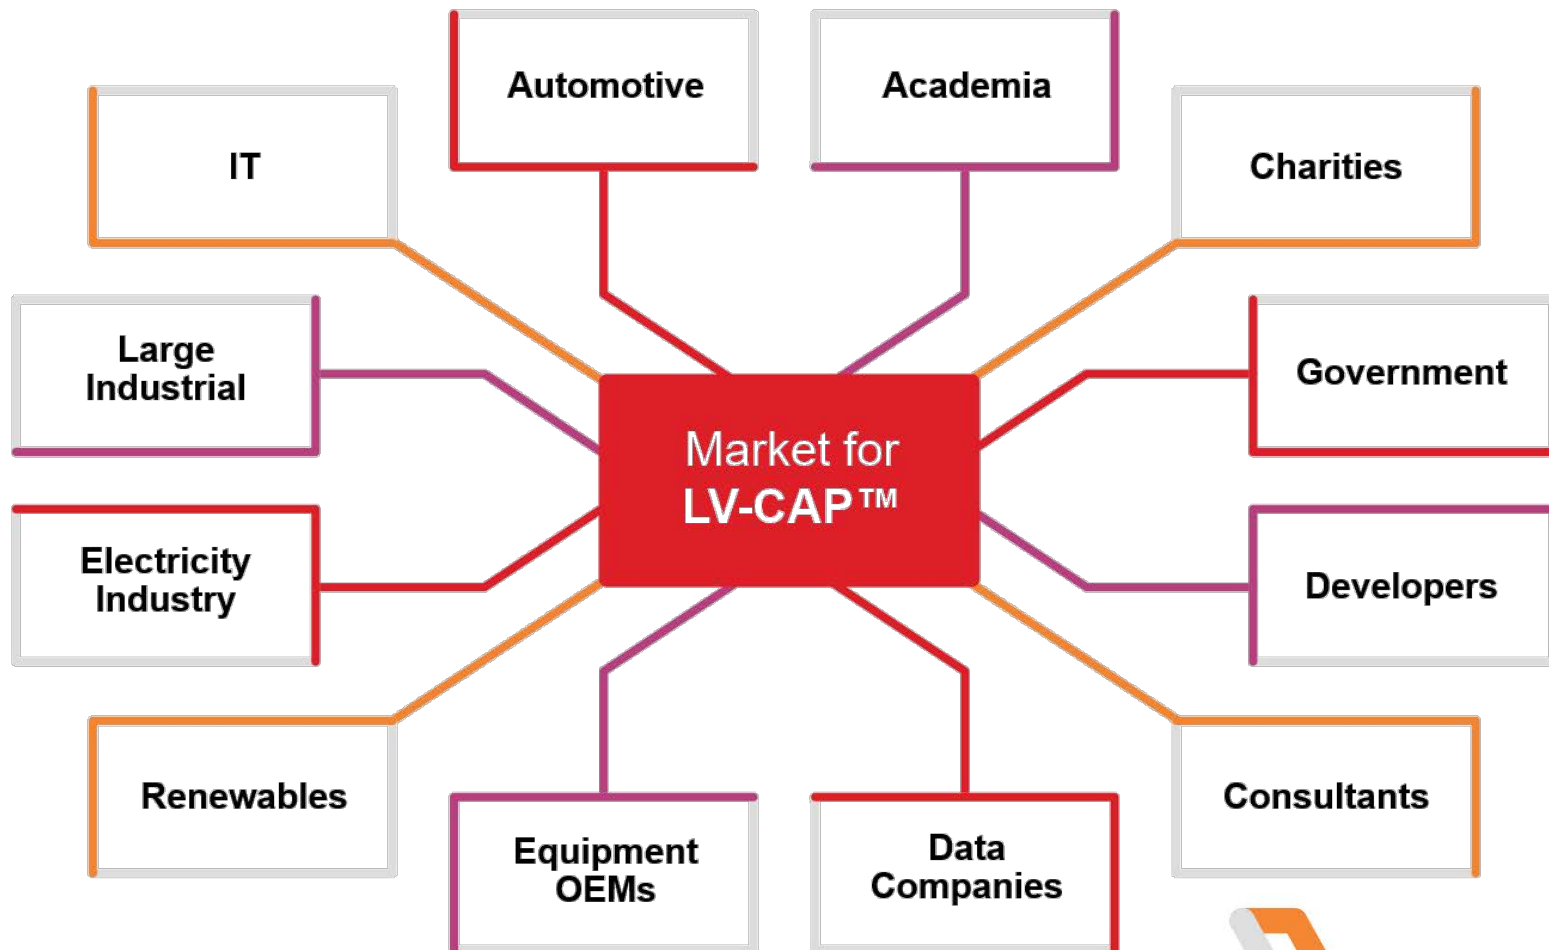 Automotive
Academia
IT
Charities
Large
Industrial
Government
Market for
LV-CAP™
Electricity
Industry
Developers
Renewables
Consultants
Equipment
OEMs
Data
Companies